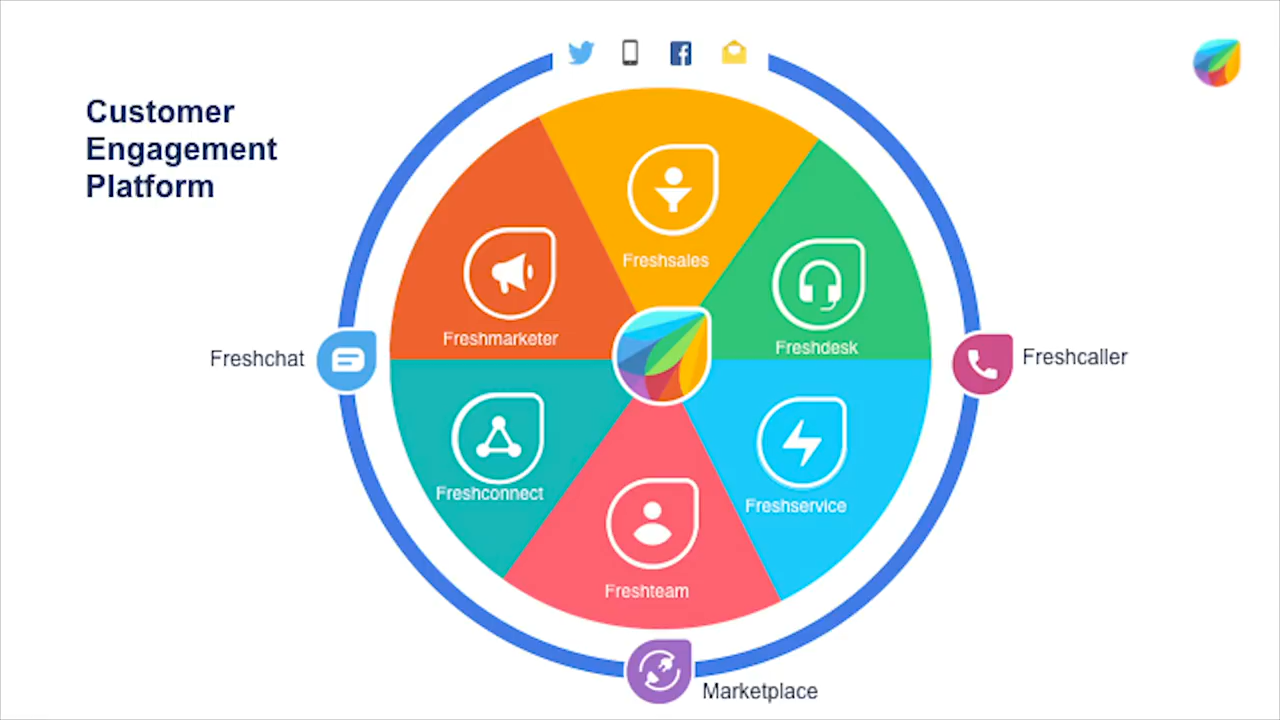 Customer
Engagement
Platform
Freshsales
Freshmarketer
Freshdesk
Freshchat
Freshcaller
Freshconnect
Freshservice
Freshteam
Marketplace